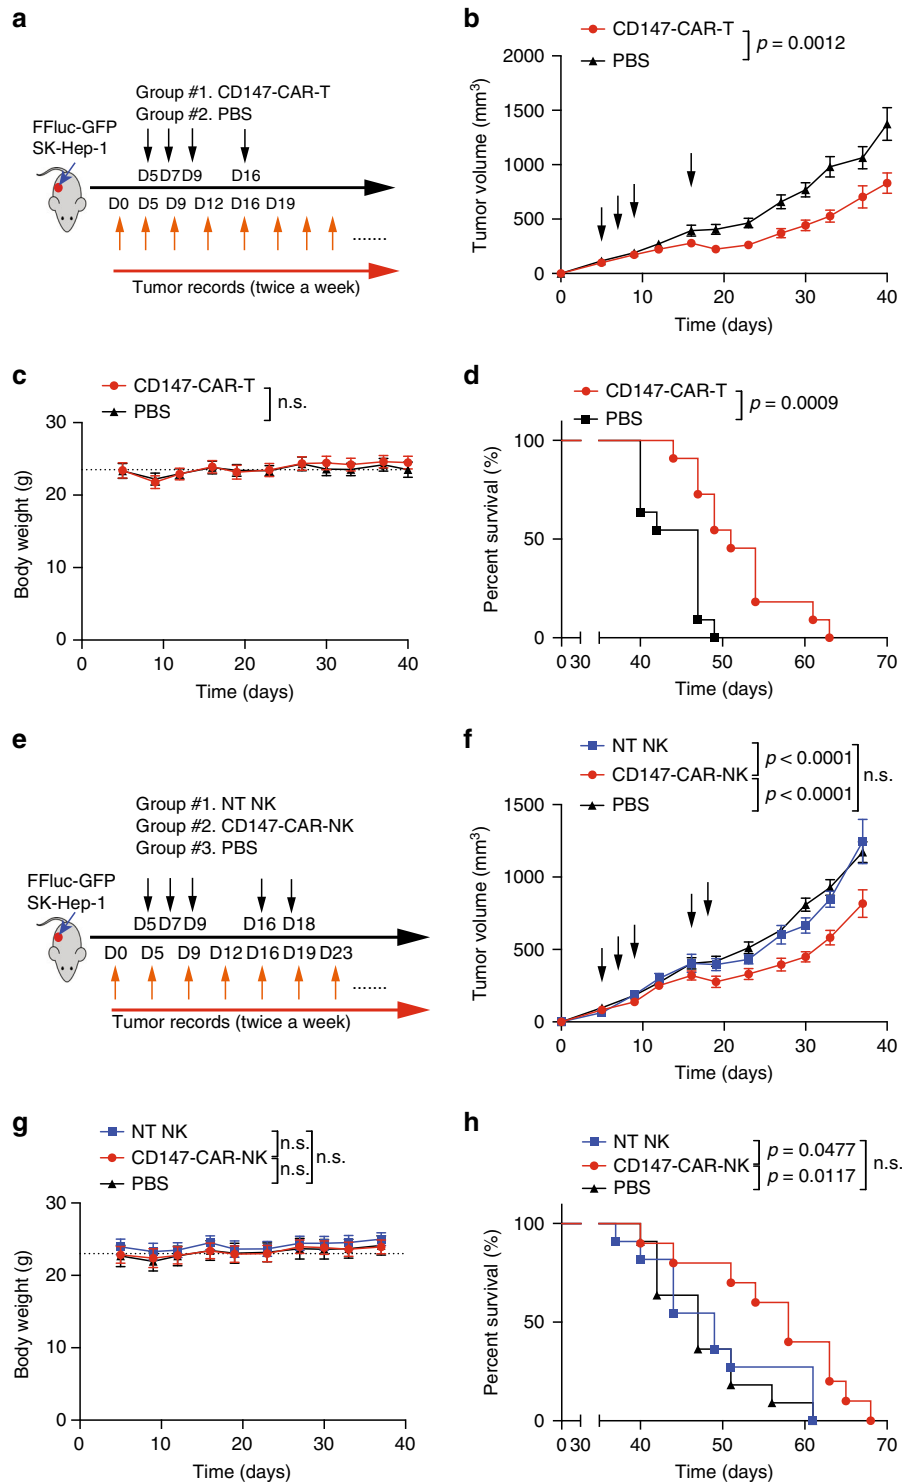 a
Group #1. CD147-CAR-T
Group #2. PBS
FFluc-GFP
SK-Hep-1
D5 D7 D9 D16
D0 D5 D9 D12 D16 D19
.......
Tumor records (twice a week)
b
CD147-CAR-T
PBS
p = 0.0012
Tumor volume (mm³)
2000
1500
1000
500
0
0 10 20 30 40
Time (days)
c
CD147-CAR-T
PBS
n.s.
Body weight (g)
30
20
10
0
0 10 20 30 40
Time (days)
d
CD147-CAR-T
PBS
p = 0.0009
Percent survival (%)
100
50
0
0 30 40 50 60 70
Time (days)
e
Group #1. NT NK
Group #2. CD147-CAR-NK
Group #3. PBS
FFluc-GFP
SK-Hep-1
D5 D7 D9 D16 D18
D0 D5 D9 D12 D16 D19 D23
.......
Tumor records (twice a week)
f
NT NK
CD147-CAR-NK
PBS
p < 0.0001
p < 0.0001
n.s.
Tumor volume (mm³)
1500
1000
500
0
0 10 20 30 40
Time (days)
g
NT NK
CD147-CAR-NK
PBS
n.s.
n.s.
n.s.
Body weight (g)
30
20
10
0
0 10 20 30 40
Time (days)
h
NT NK
CD147-CAR-NK
PBS
p = 0.0477
p = 0.0117
n.s.
Percent survival (%)
100
50
0
0 30 40 50 60 70
Time (days)